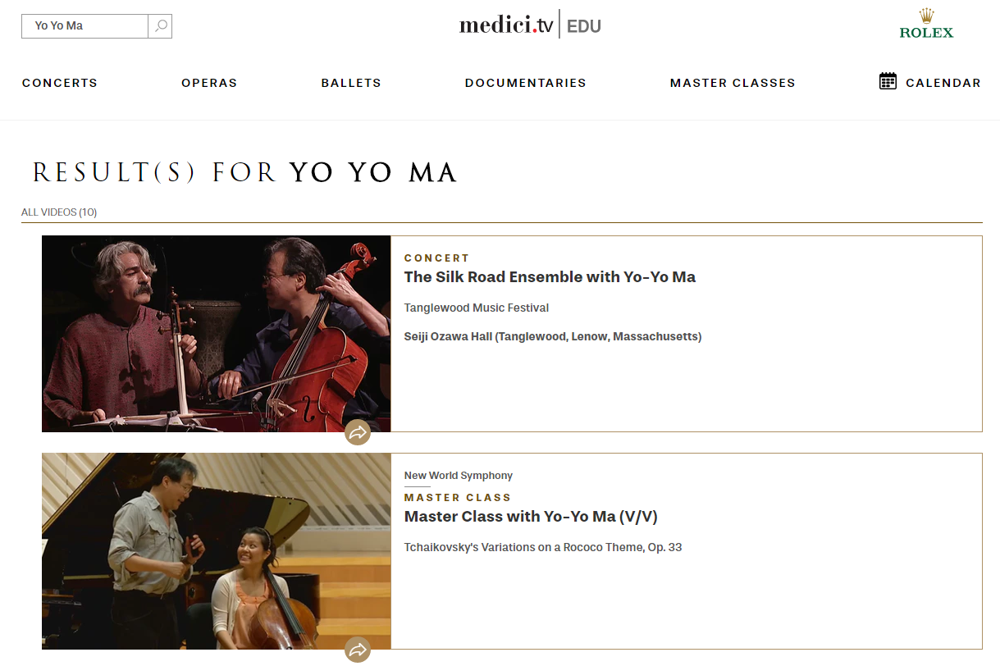 Yo Yo Ma
medici.tv EDU
ROLEX
CONCERTS OPERAS BALLETS DOCUMENTARIES MASTER CLASSES CALENDAR
RESULT(S) FOR YO YO MA
ALL VIDEOS (10)
CONCERT
The Silk Road Ensemble with Yo-Yo Ma
Tanglewood Music Festival
Seiji Ozawa Hall (Tanglewood, Lenow, Massachusetts)
New World Symphony
MASTER CLASS
Master Class with Yo-Yo Ma (V/V)
Tchaikovsky's Variations on a Rococo Theme, Op. 33